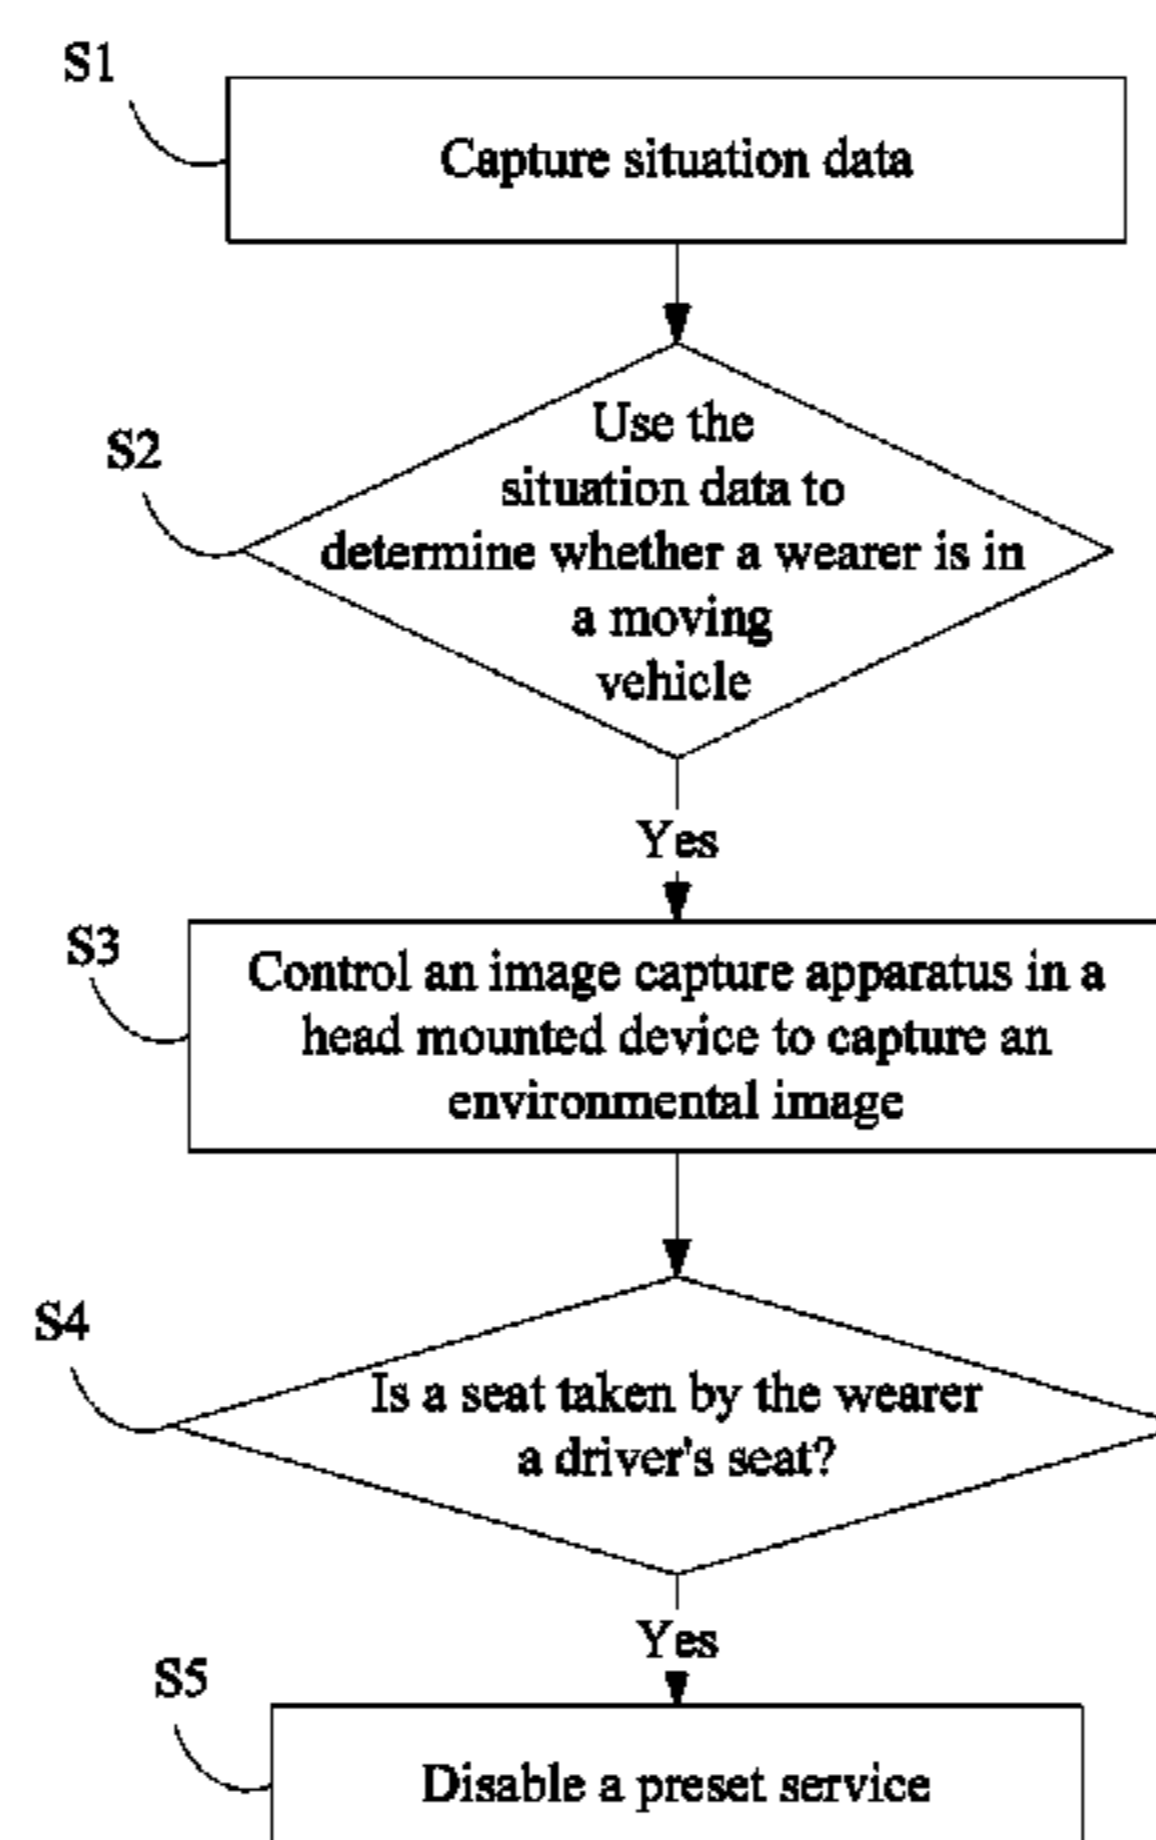 S1
Capture situation data
S2
Use the
situation data to
determine whether a wearer is in
a moving
vehicle
Yes
S3
Control an image capture apparatus in a
head mounted device to capture an
environmental image
S4
Is a seat taken by the wearer
a driver's seat?
Yes
S5
Disable a preset service